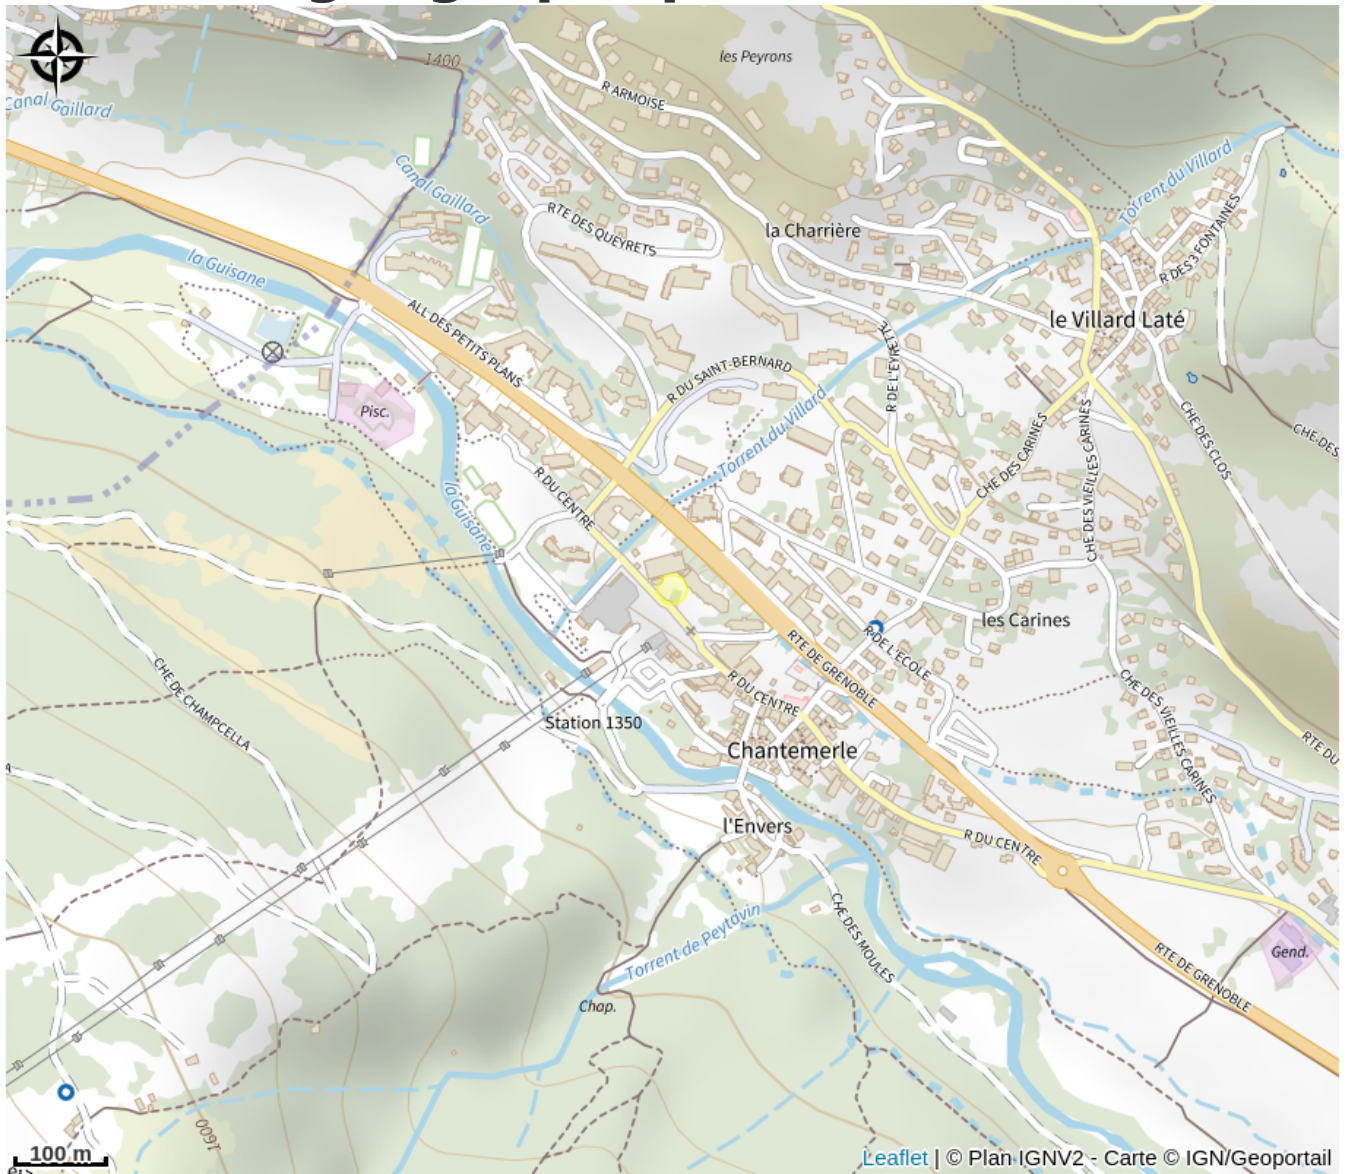 1400
les Peyrons
R ARMOISE
Canal Gaillard
Canal Gaillard
Torrent du Villard
RTE DES QUEYRETS
la Charrière
R DES 3 FONTAINES
la Guisane
ALL DES PETITS PLANS
le Villard Laté
R DE L'EYRETTE
R DU SAINT-BERNARD
Pisc.
Torrent du Villard
CHE DES CARINES
CHE DES VIEILLES CARINES
CHE DES CLOS
CHE DES
R DU CENTRE
la Guisane
les Carines
R DE L'ECOLE
RTE DE GRENOBLE
CHE DE CHAMPCELLA
R DU CENTRE
Station 1350
CHE DES VIEILLES CARINES
Chantemerle
RTE DU
l'Envers
R DU CENTRE
Torrent de Peytavin
CHE DES MOULES
RTE DE GRENOBLE
Gend.
Chap.
1600
100 m
Leaflet | © Plan IGNV2 - Carte © IGN/Geoportail